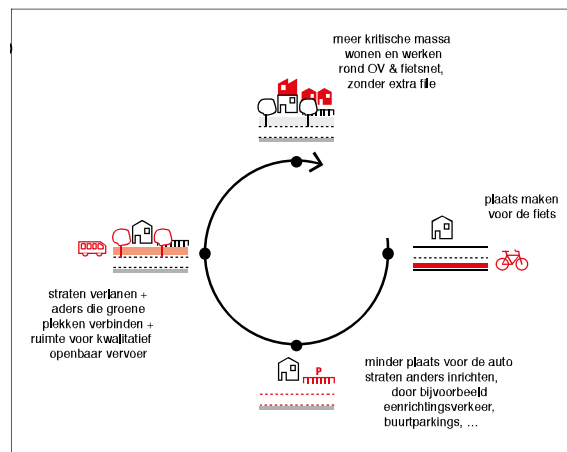 meer kritische massa
wonen en werken
rond OV & fietsnet,
zonder extra file
plaats maken
voor de fiets
straten verlanen +
aders die groene
plekken verbinden +
ruimte voor kwalitatief
openbaar vervoer
P
minder plaats voor de auto
straten anders inrichten,
door bijvoorbeeld
eenrichtingsverkeer,
buurtparkings, ...